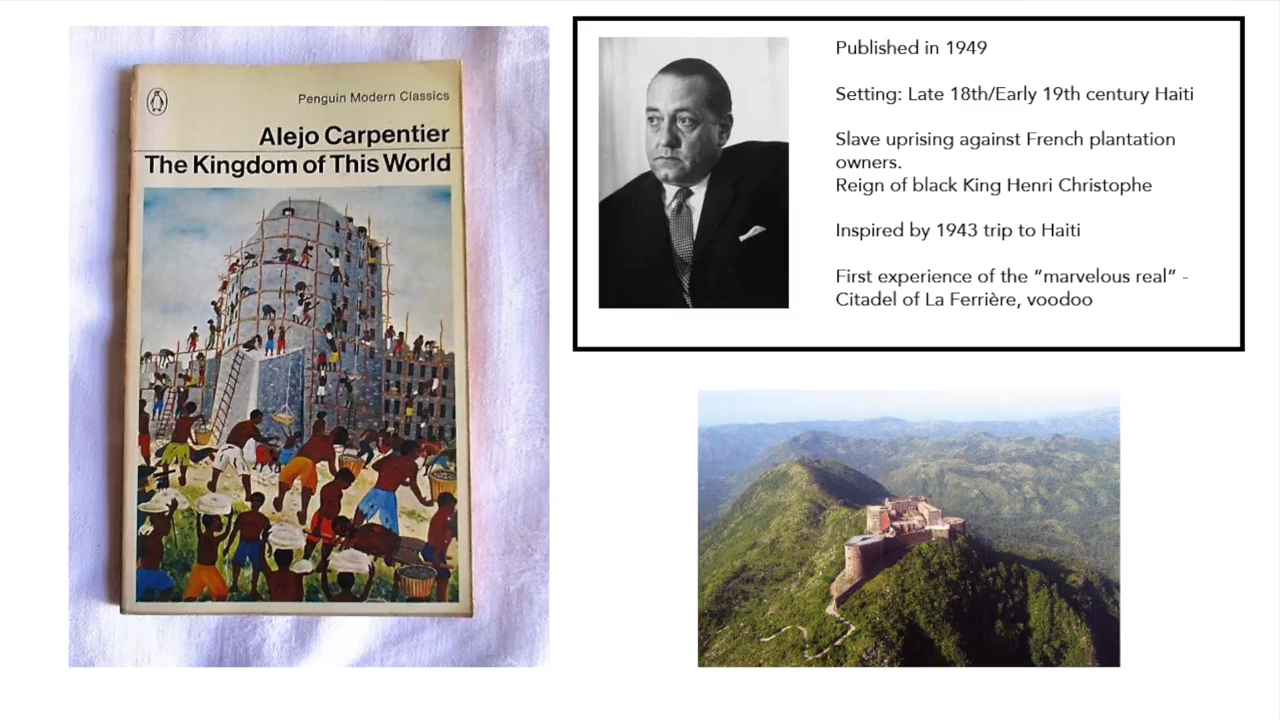 Penguin Modern Classics
Alejo Carpentier
The Kingdom of This World
Published in 1949
Setting: Late 18th/Early 19th century Haiti
Slave uprising against French plantation
owners.
Reign of black King Henri Christophe
Inspired by 1943 trip to Haiti
First experience of the “marvelous real” -
Citadel of La Ferrière, voodoo